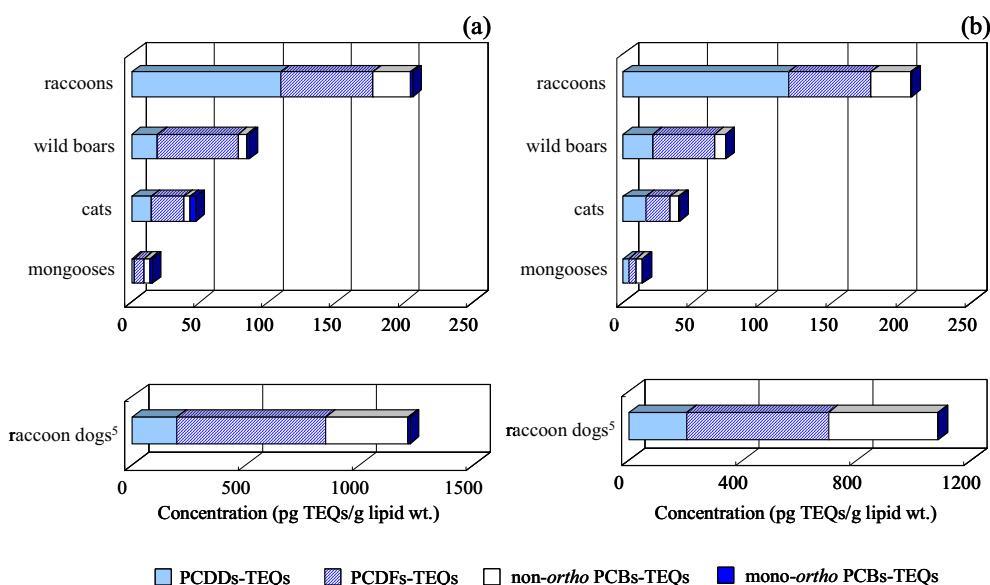 (a)
raccoons
wild boars
cats
mongooses
0 50 100 150 200 250
raccoon dogs5
0 500 1000 1500
Concentration (pg TEQs/g lipid wt.)
(b)
raccoons
wild boars
cats
mongooses
0 50 100 150 200 250
raccoon dogs5
0 400 800 1200
Concentration (pg TEQs/g lipid wt.)
PCDDs-TEQs PCDFs-TEQs non-ortho PCBs-TEQs mono-ortho PCBs-TEQs